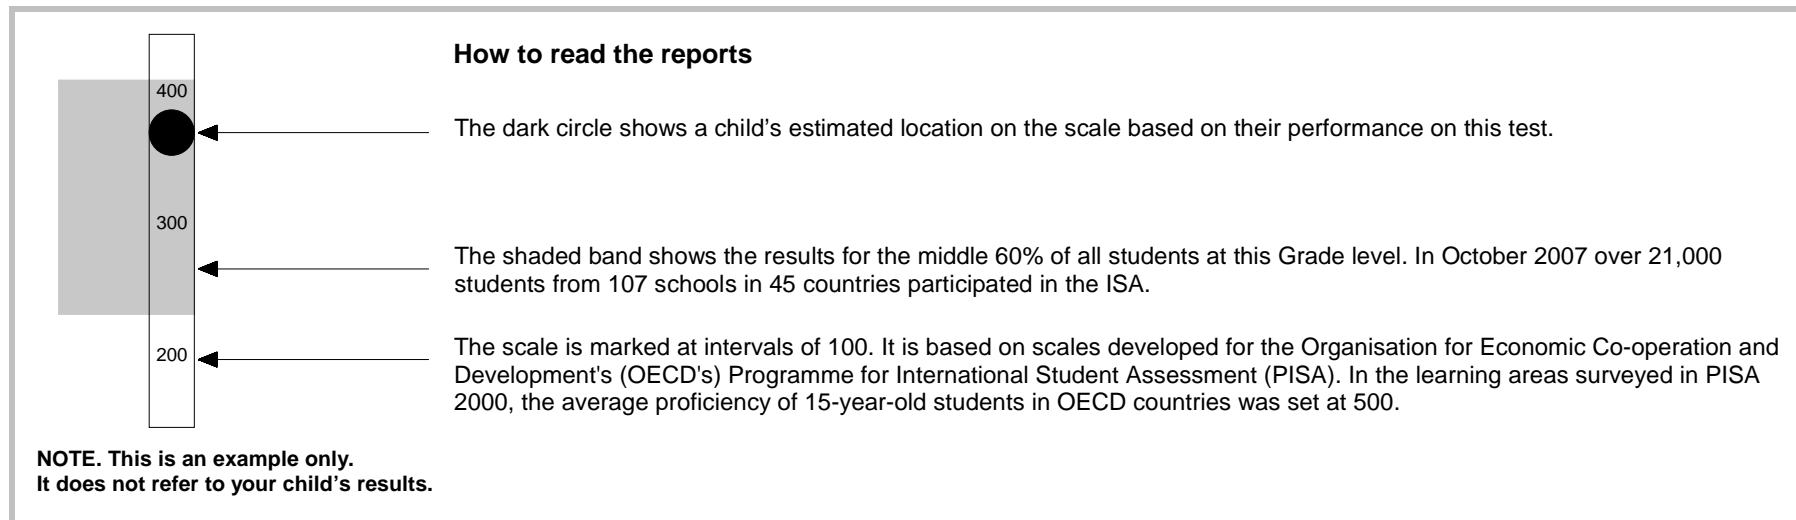 How to read the reports
400
The dark circle shows a child’s estimated location on the scale based on their performance on this test.
300
The shaded band shows the results for the middle 60% of all students at this Grade level. In October 2007 over 21,000
students from 107 schools in 45 countries participated in the ISA.
200
The scale is marked at intervals of 100. It is based on scales developed for the Organisation for Economic Co-operation and
Development's (OECD's) Programme for International Student Assessment (PISA). In the learning areas surveyed in PISA
2000, the average proficiency of 15-year-old students in OECD countries was set at 500.
NOTE. This is an example only.
It does not refer to your child’s results.